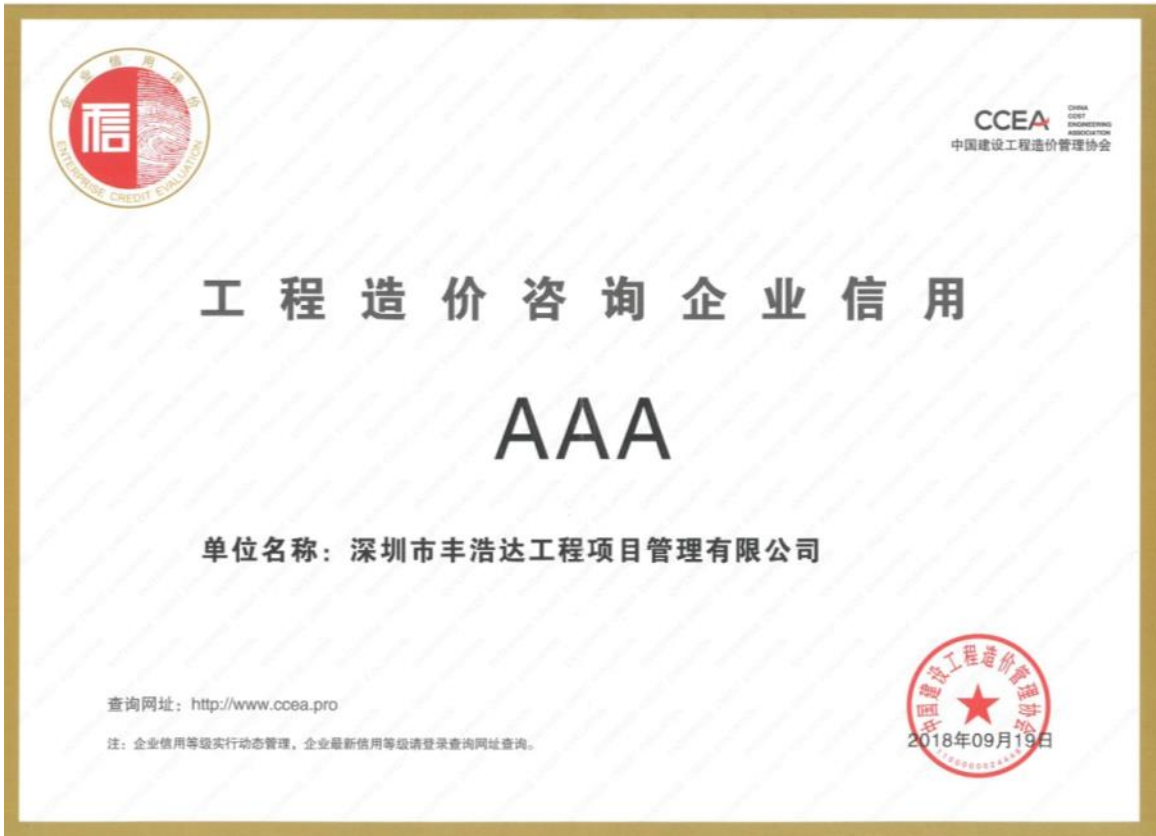 企业信用评价
信
ENTERPRISE CREDIT EVALUATION
CCEA
CHINA
COST
ENGINEERING
ASSOCIATION
中国建设工程造价管理协会
工程造价咨询企业信用
AAA
单位名称：深圳市丰浩达工程项目管理有限公司
查询网址：http://www.ccea.pro
注：企业信用等级实行动态管理，企业最新信用等级请登录查询网址查询。
中国建设工程造价管理协会
2018年09月19日